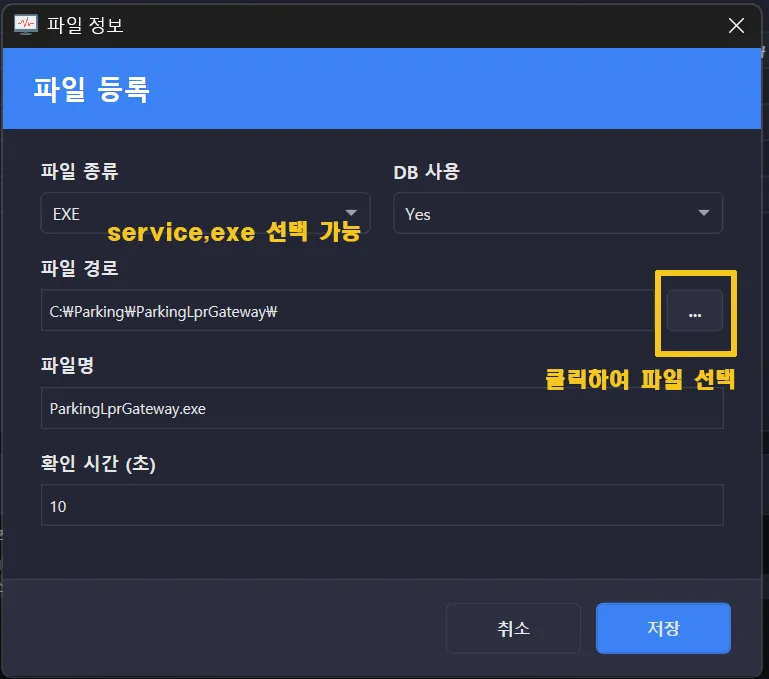 파일 정보
파일 등록
파일 종류
DB 사용
EXE
Yes
service,exe 선택 가능
파일 경로
C:₩Parking₩ParkingLprGateway₩
...
파일명
클릭하여 파일 선택
ParkingLprGateway.exe
확인 시간 (초)
10
취소
저장